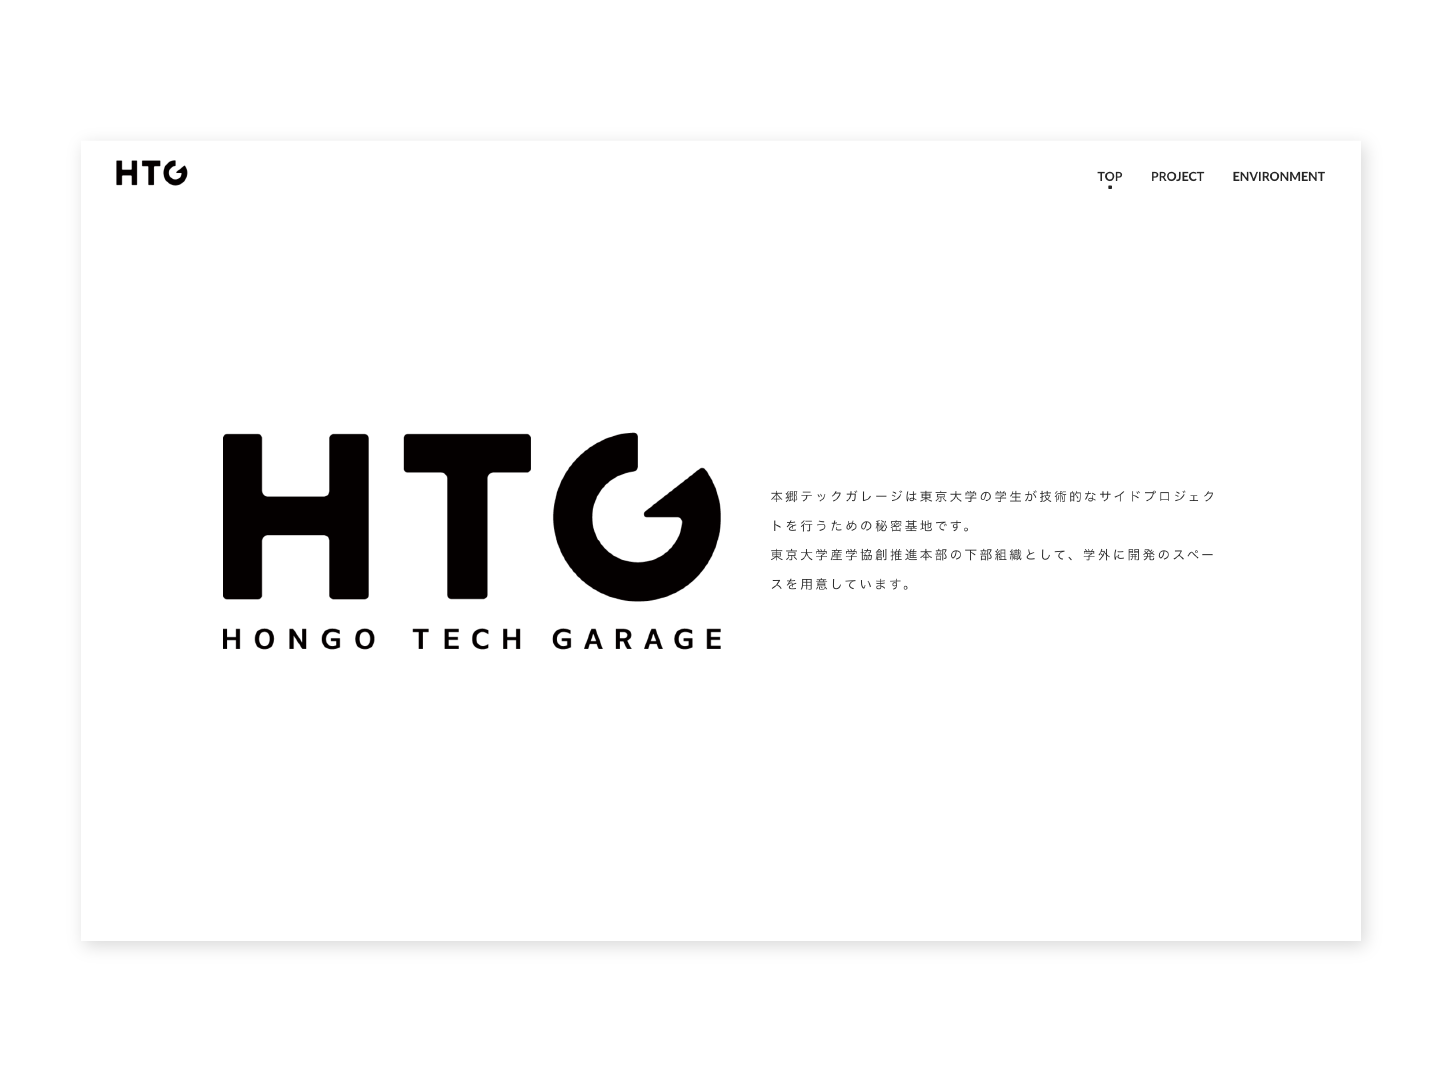 HTG
TOP PROJECT ENVIRONMENT
HTG
HONGO TECH GARAGE
本郷テックガレージは東京大学の学生が技術的なサイドプロジェク
トを行うための秘密基地です。
東京大学産学協創推進本部の下部組織として、学外に開発のスペー
スを用意しています。